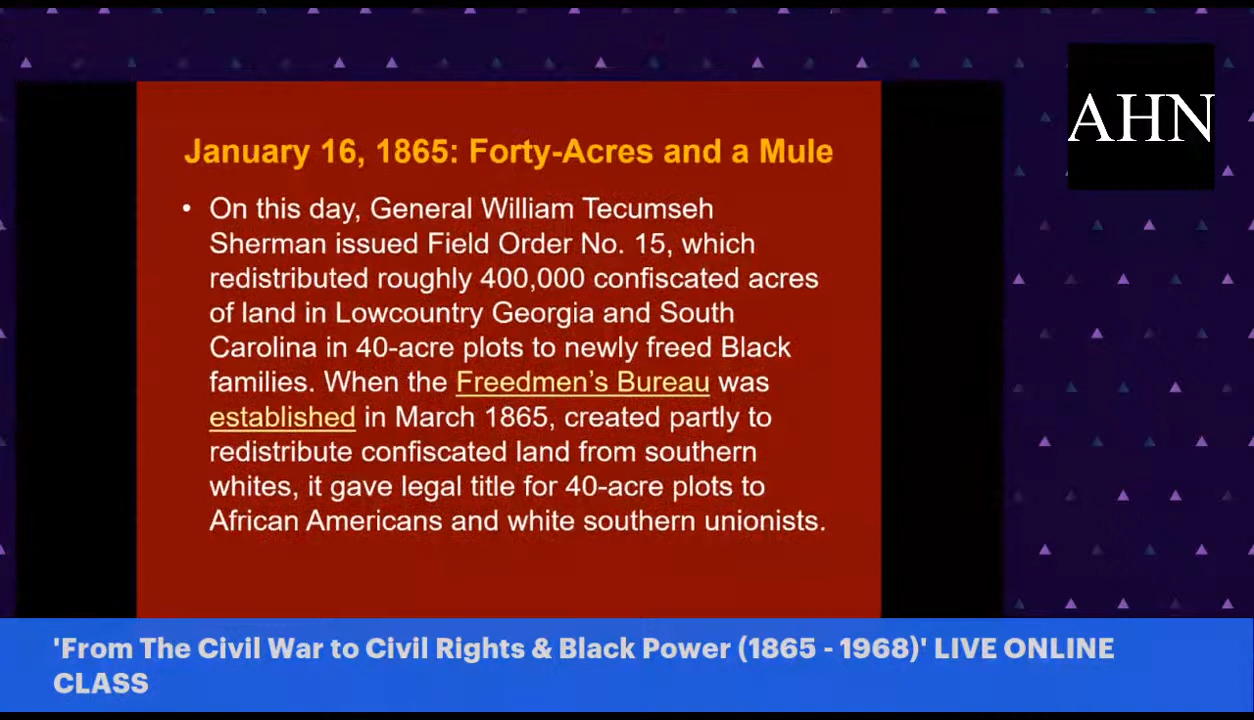 AHN
January 16, 1865: Forty-Acres and a Mule
• On this day, General William Tecumseh
Sherman issued Field Order No. 15, which
redistributed roughly 400,000 confiscated acres
of land in Lowcountry Georgia and South
Carolina in 40-acre plots to newly freed Black
families. When the Freedmen’s Bureau was
established in March 1865, created partly to
redistribute confiscated land from southern
whites, it gave legal title for 40-acre plots to
African Americans and white southern unionists.
'From The Civil War to Civil Rights & Black Power (1865 - 1968)' LIVE ONLINE
CLASS